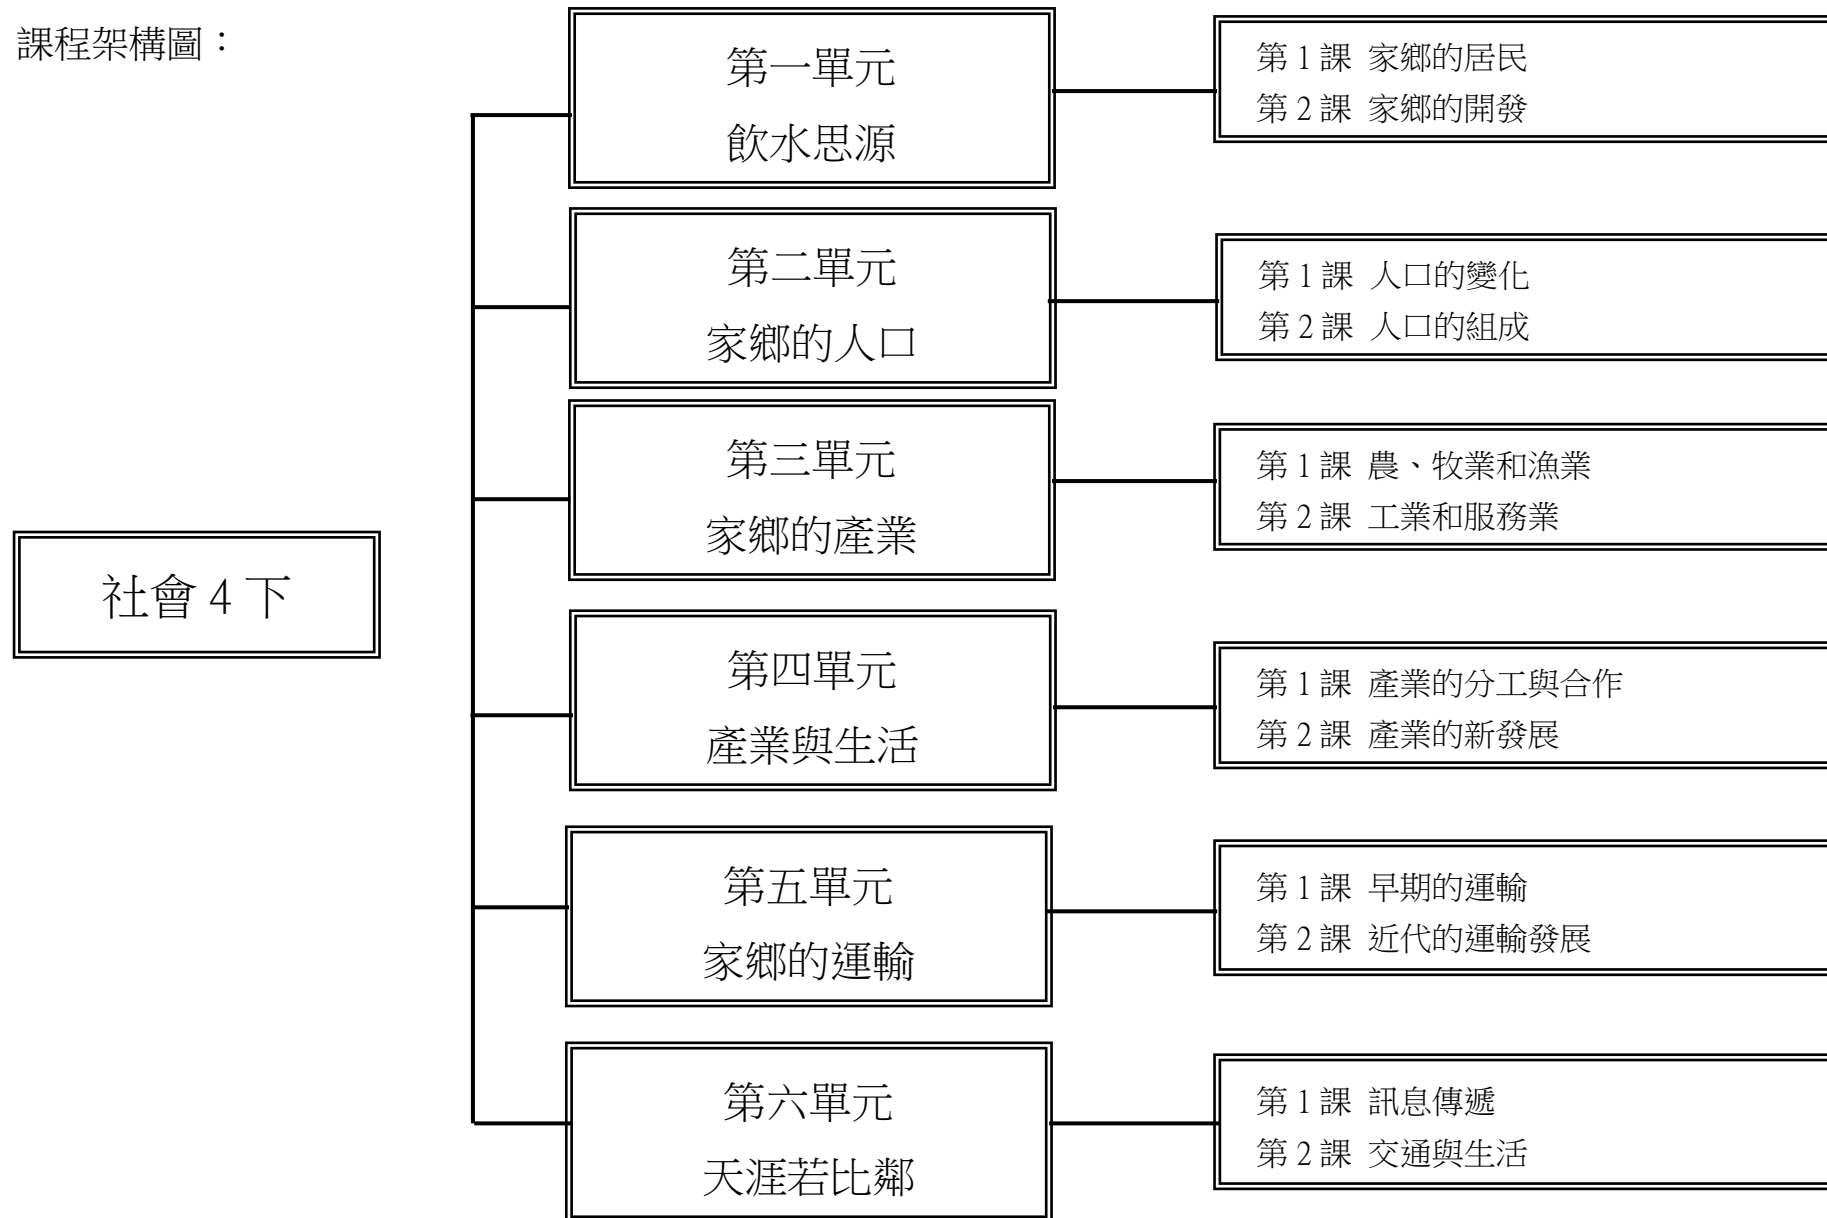 課程架構圖：
社會 4 下
第一單元
飲水思源
第 1 課 家鄉的居民
第 2 課 家鄉的開發
第二單元
家鄉的人口
第 1 課 人口的變化
第 2 課 人口的組成
第三單元
家鄉的產業
第 1 課 農、牧業和漁業
第 2 課 工業和服務業
第四單元
產業與生活
第 1 課 產業的分工與合作
第 2 課 產業的新發展
第五單元
家鄉的運輸
第 1 課 早期的運輸
第 2 課 近代的運輸發展
第六單元
天涯若比鄰
第 1 課 訊息傳遞
第 2 課 交通與生活